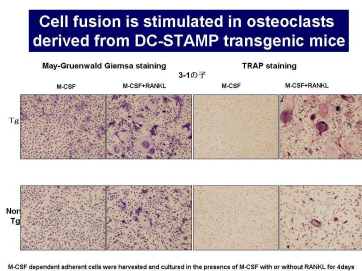 Cell fusion is stimulated in osteoclasts
derived from DC-STAMP transgenic mice
May-Gruenwald Giemsa staining
TRAP staining
3-1の子
M-CSF
M-CSF+RANKL
M-CSF
M-CSF+RANKL
Tg
Non
Tg
M-CSF dependent adherent cells were harvested and cultured in the presence of M-CSF with or without RANKL for 4days